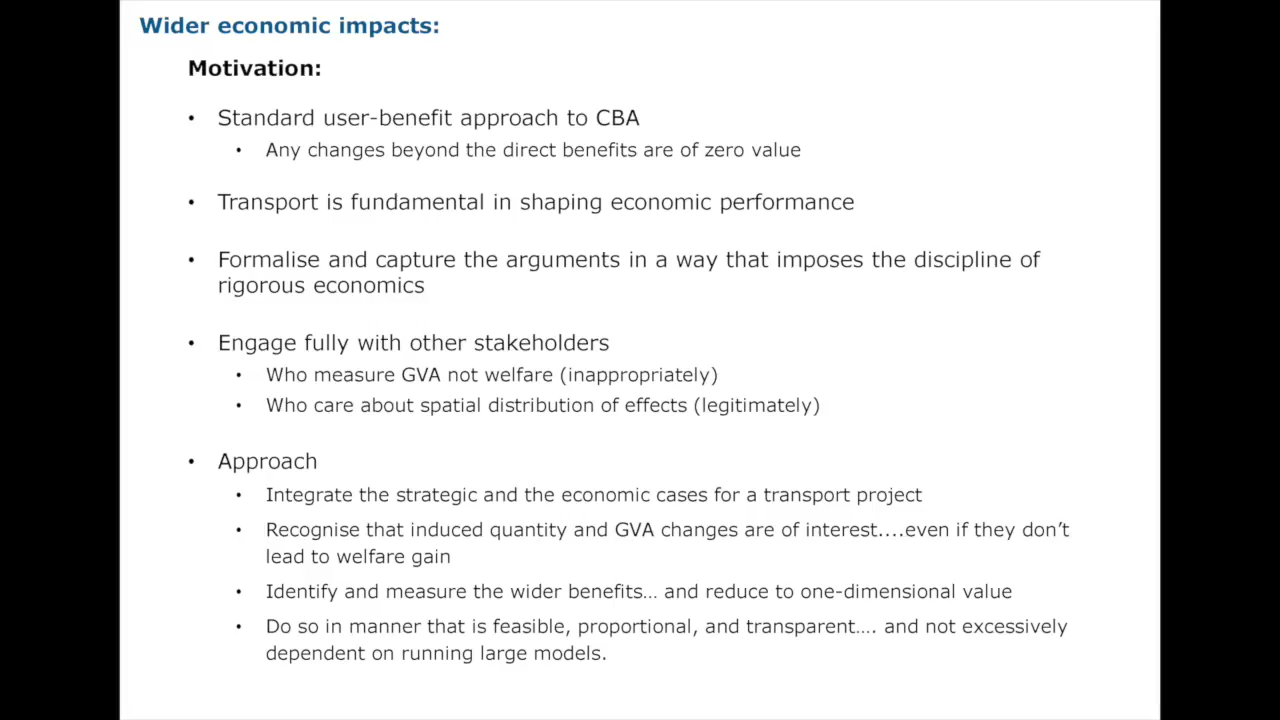 Wider economic impacts:
Motivation:
• Standard user-benefit approach to CBA
• Any changes beyond the direct benefits are of zero value
• Transport is fundamental in shaping economic performance
• Formalise and capture the arguments in a way that imposes the discipline of
rigorous economics
• Engage fully with other stakeholders
• Who measure GVA not welfare (inappropriately)
• Who care about spatial distribution of effects (legitimately)
• Approach
• Integrate the strategic and the economic cases for a transport project
• Recognise that induced quantity and GVA changes are of interest....even if they don’t
lead to welfare gain
• Identify and measure the wider benefits… and reduce to one-dimensional value
• Do so in manner that is feasible, proportional, and transparent…. and not excessively
dependent on running large models.